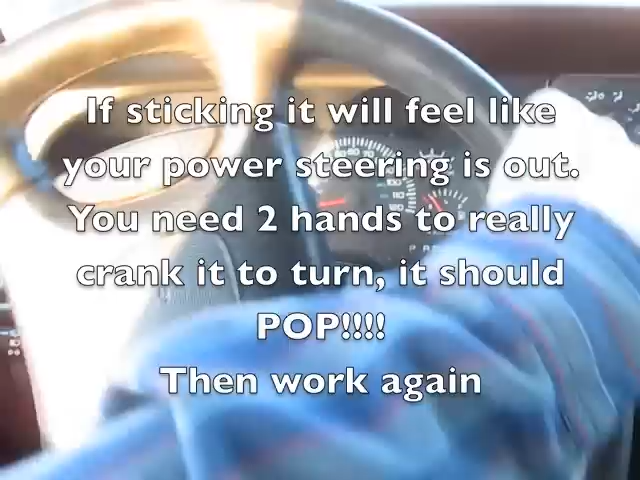 If sticking it will feel like
your power steering is out.
You need 2 hands to really
crank it to turn, it should
POP!!!!
Then work again